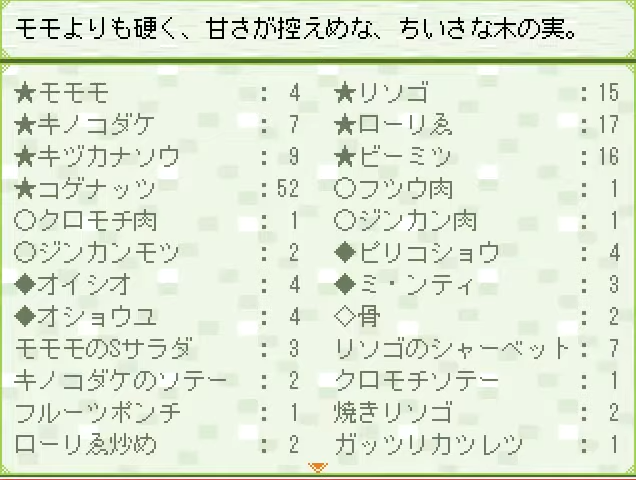 モモよりも硬く、甘さが控えめな、ちいさな木の実。
★モモモ : 4 ★リソゴ : 15
★キノコダケ : 7 ★ローリゑ : 17
★キヅカナソウ : 9 ★ビーミツ : 16
★コゲナッツ : 52 ○フツウ肉 : 1
○クロモチ肉 : 1 ○ジンカン肉 : 1
○ジンカンモツ : 2 ◆ピリコショウ : 4
◆オイシオ : 4 ◆ミ・ンティ : 3
◆オショウユ : 4 ◇骨 : 2
モモモのSサラダ : 3 リソゴのシャーベット : 7
キノコダケのソテー : 2 クロモチソテー : 1
フルーツポンチ : 1 焼きリソゴ : 2
ローリゑ炒め : 2 ガッツリカツレツ : 1